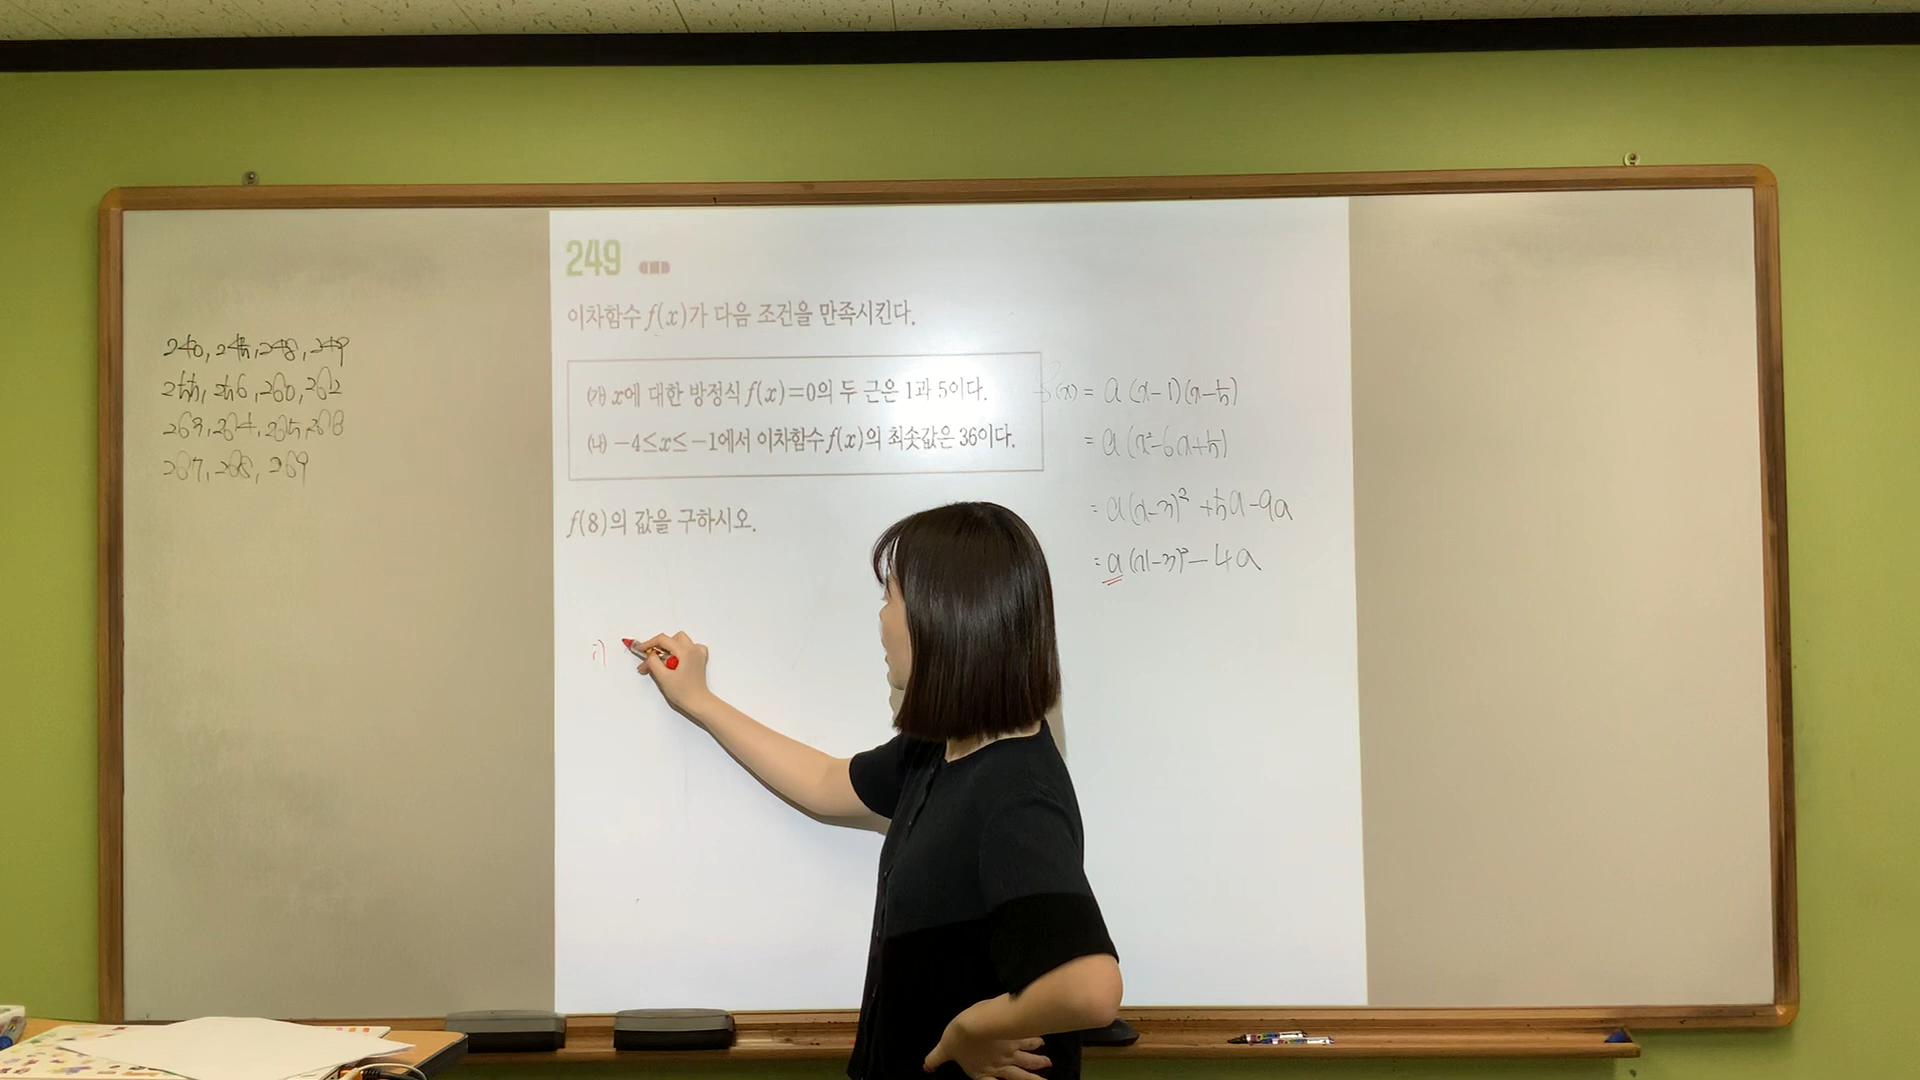 249
이차함수 f(x)가 다음 조건을 만족시킨다.
(가) x에 대한 방정식 f(x)=0의 두 근은 1과 5이다.
(나) -4≤x≤-1에서 이차함수 f(x)의 최솟값은 36이다.
f(8)의 값을 구하시오.
240, 245, 248, 249
255, 256, 260, 262
263, 264, 265, 266
267, 268, 269
f(x) = a(x-1)(x-5)
= a(x²-6x+5)
= a(x-3)² +5a-9a
= a(x-3)² - 4a
i)